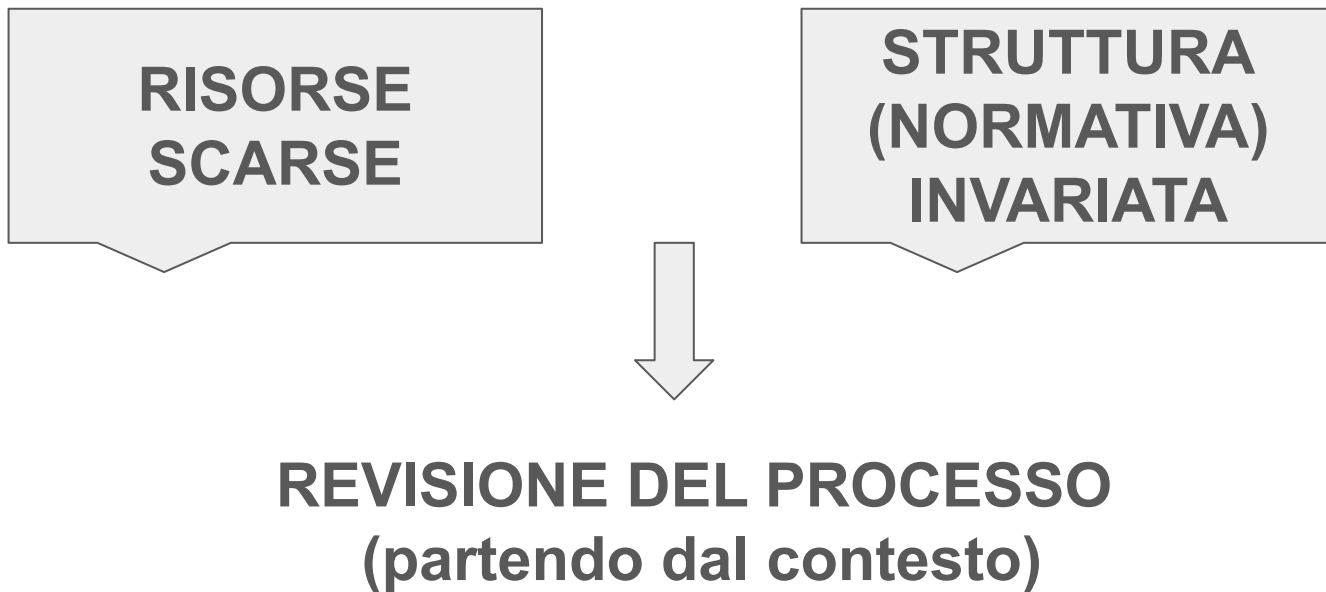 RISORSE
SCARSE
STRUTTURA
(NORMATIVA)
INVARIATA
REVISIONE DEL PROCESSO
(partendo dal contesto)